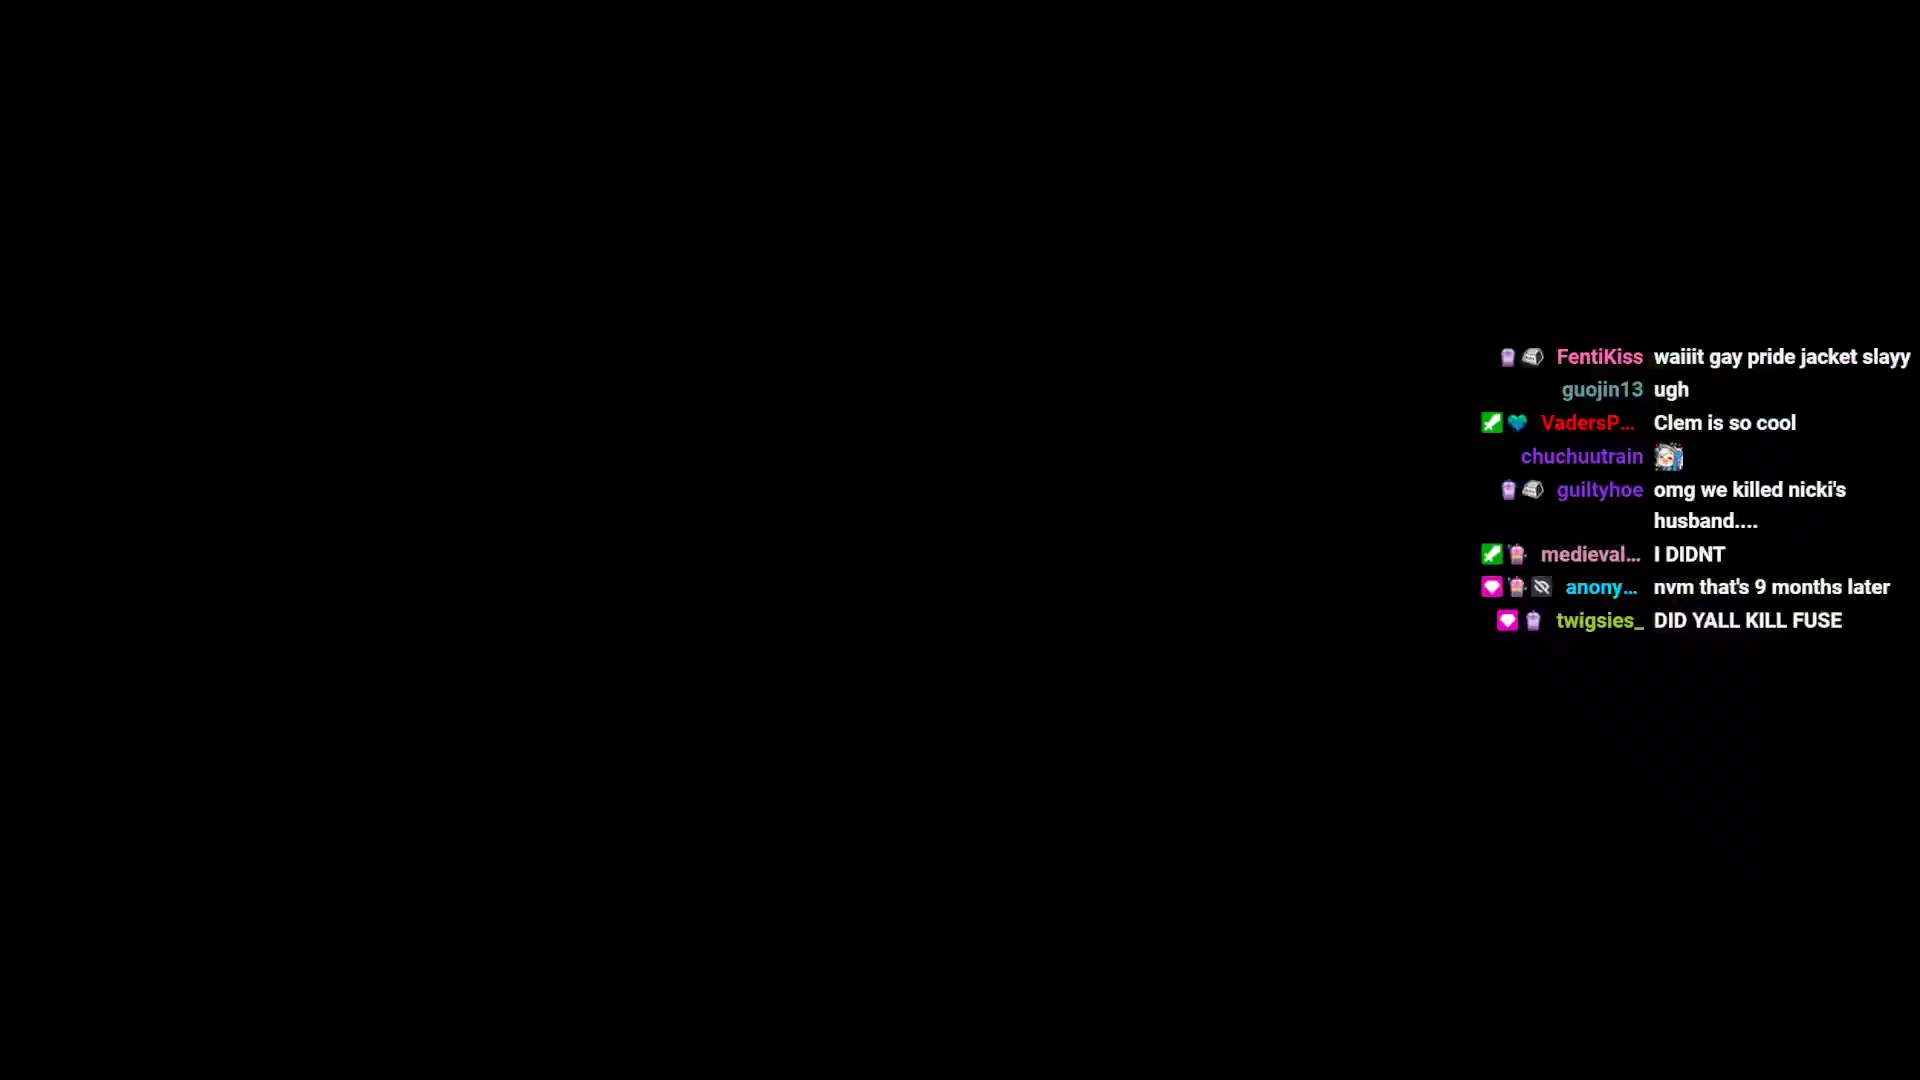 FentiKiss waiiit gay pride jacket slayy
guojin13 ugh
VadersP... Clem is so cool
chuchuutrain
guiltyhoe omg we killed nicki's
husband....
medieval... I DIDNT
anony... nvm that's 9 months later
twigsies_ DID YALL KILL FUSE